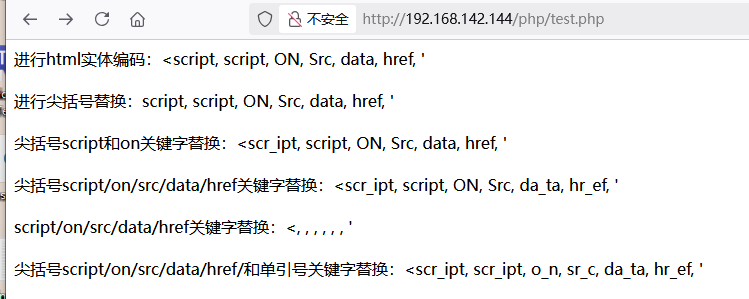 不安全 http://192.168.142.144/php/test.php
进行html实体编码：<script, script, ON, Src, data, href, '
进行尖括号替换：script, script, ON, Src, data, href, '
尖括号script和on关键字替换：<scr_ipt, script, ON, Src, data, href, '
尖括号script/on/src/data/href关键字替换：<scr_ipt, script, ON, Src, da_ta, hr_ef, '
script/on/src/data/href关键字替换：<, , , , , , '
尖括号script/on/src/data/href/和单引号关键字替换：<scr_ipt, scr_ipt, o_n, sr_c, da_ta, hr_ef, '